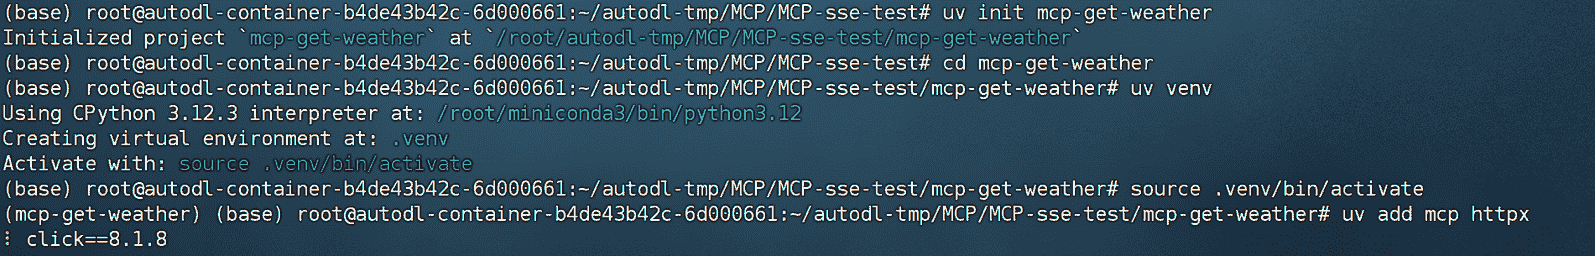 (base) root@autodl-container-b4de43b42c-6d000661:~/autodl-tmp/MCP/MCP-sse-test# uv init mcp-get-weather
Initialized project `mcp-get-weather` at `/root/autodl-tmp/MCP/MCP-sse-test/mcp-get-weather`
(base) root@autodl-container-b4de43b42c-6d000661:~/autodl-tmp/MCP/MCP-sse-test# cd mcp-get-weather
(base) root@autodl-container-b4de43b42c-6d000661:~/autodl-tmp/MCP/MCP-sse-test/mcp-get-weather# uv venv
Using CPython 3.12.3 interpreter at: /root/miniconda3/bin/python3.12
Creating virtual environment at: .venv
Activate with: source .venv/bin/activate
(base) root@autodl-container-b4de43b42c-6d000661:~/autodl-tmp/MCP/MCP-sse-test/mcp-get-weather# source .venv/bin/activate
(mcp-get-weather) (base) root@autodl-container-b4de43b42c-6d000661:~/autodl-tmp/MCP/MCP-sse-test/mcp-get-weather# uv add mcp httpx
⠇ click==8.1.8